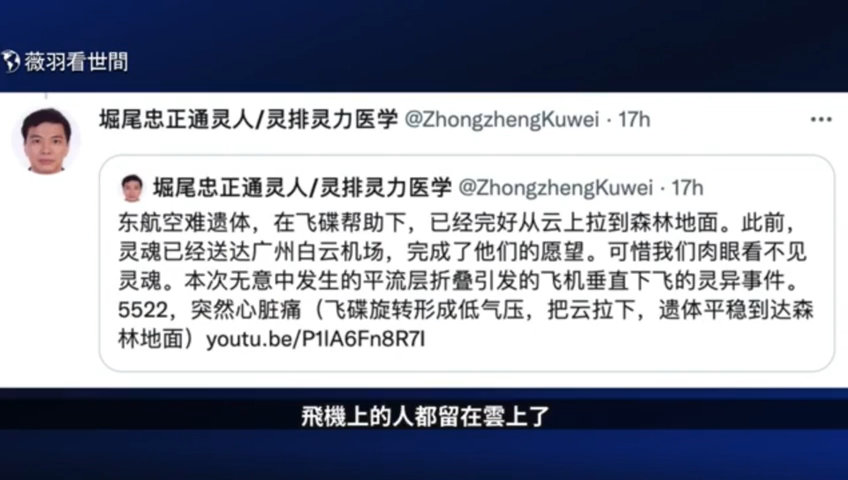 薇羽看世間
堀尾忠正通灵人/灵排灵力医学 @ZhongzhengKuwei · 17h
堀尾忠正通灵人/灵排灵力医学 @ZhongzhengKuwei · 17h
东航空难遗体，在飞碟帮助下，已经完好从云上拉到森林地面。此前，
灵魂已经送达广州白云机场，完成了他们的愿望。可惜我们肉眼看不见
灵魂。本次无意中发生的平流层折叠引发的飞机垂直下飞的灵异事件。
5522，突然心脏痛（飞碟旋转形成低气压，把云拉下，遗体平稳到达森
林地面）youtu.be/P1lA6Fn8R7I
飛機上的人都留在雲上了